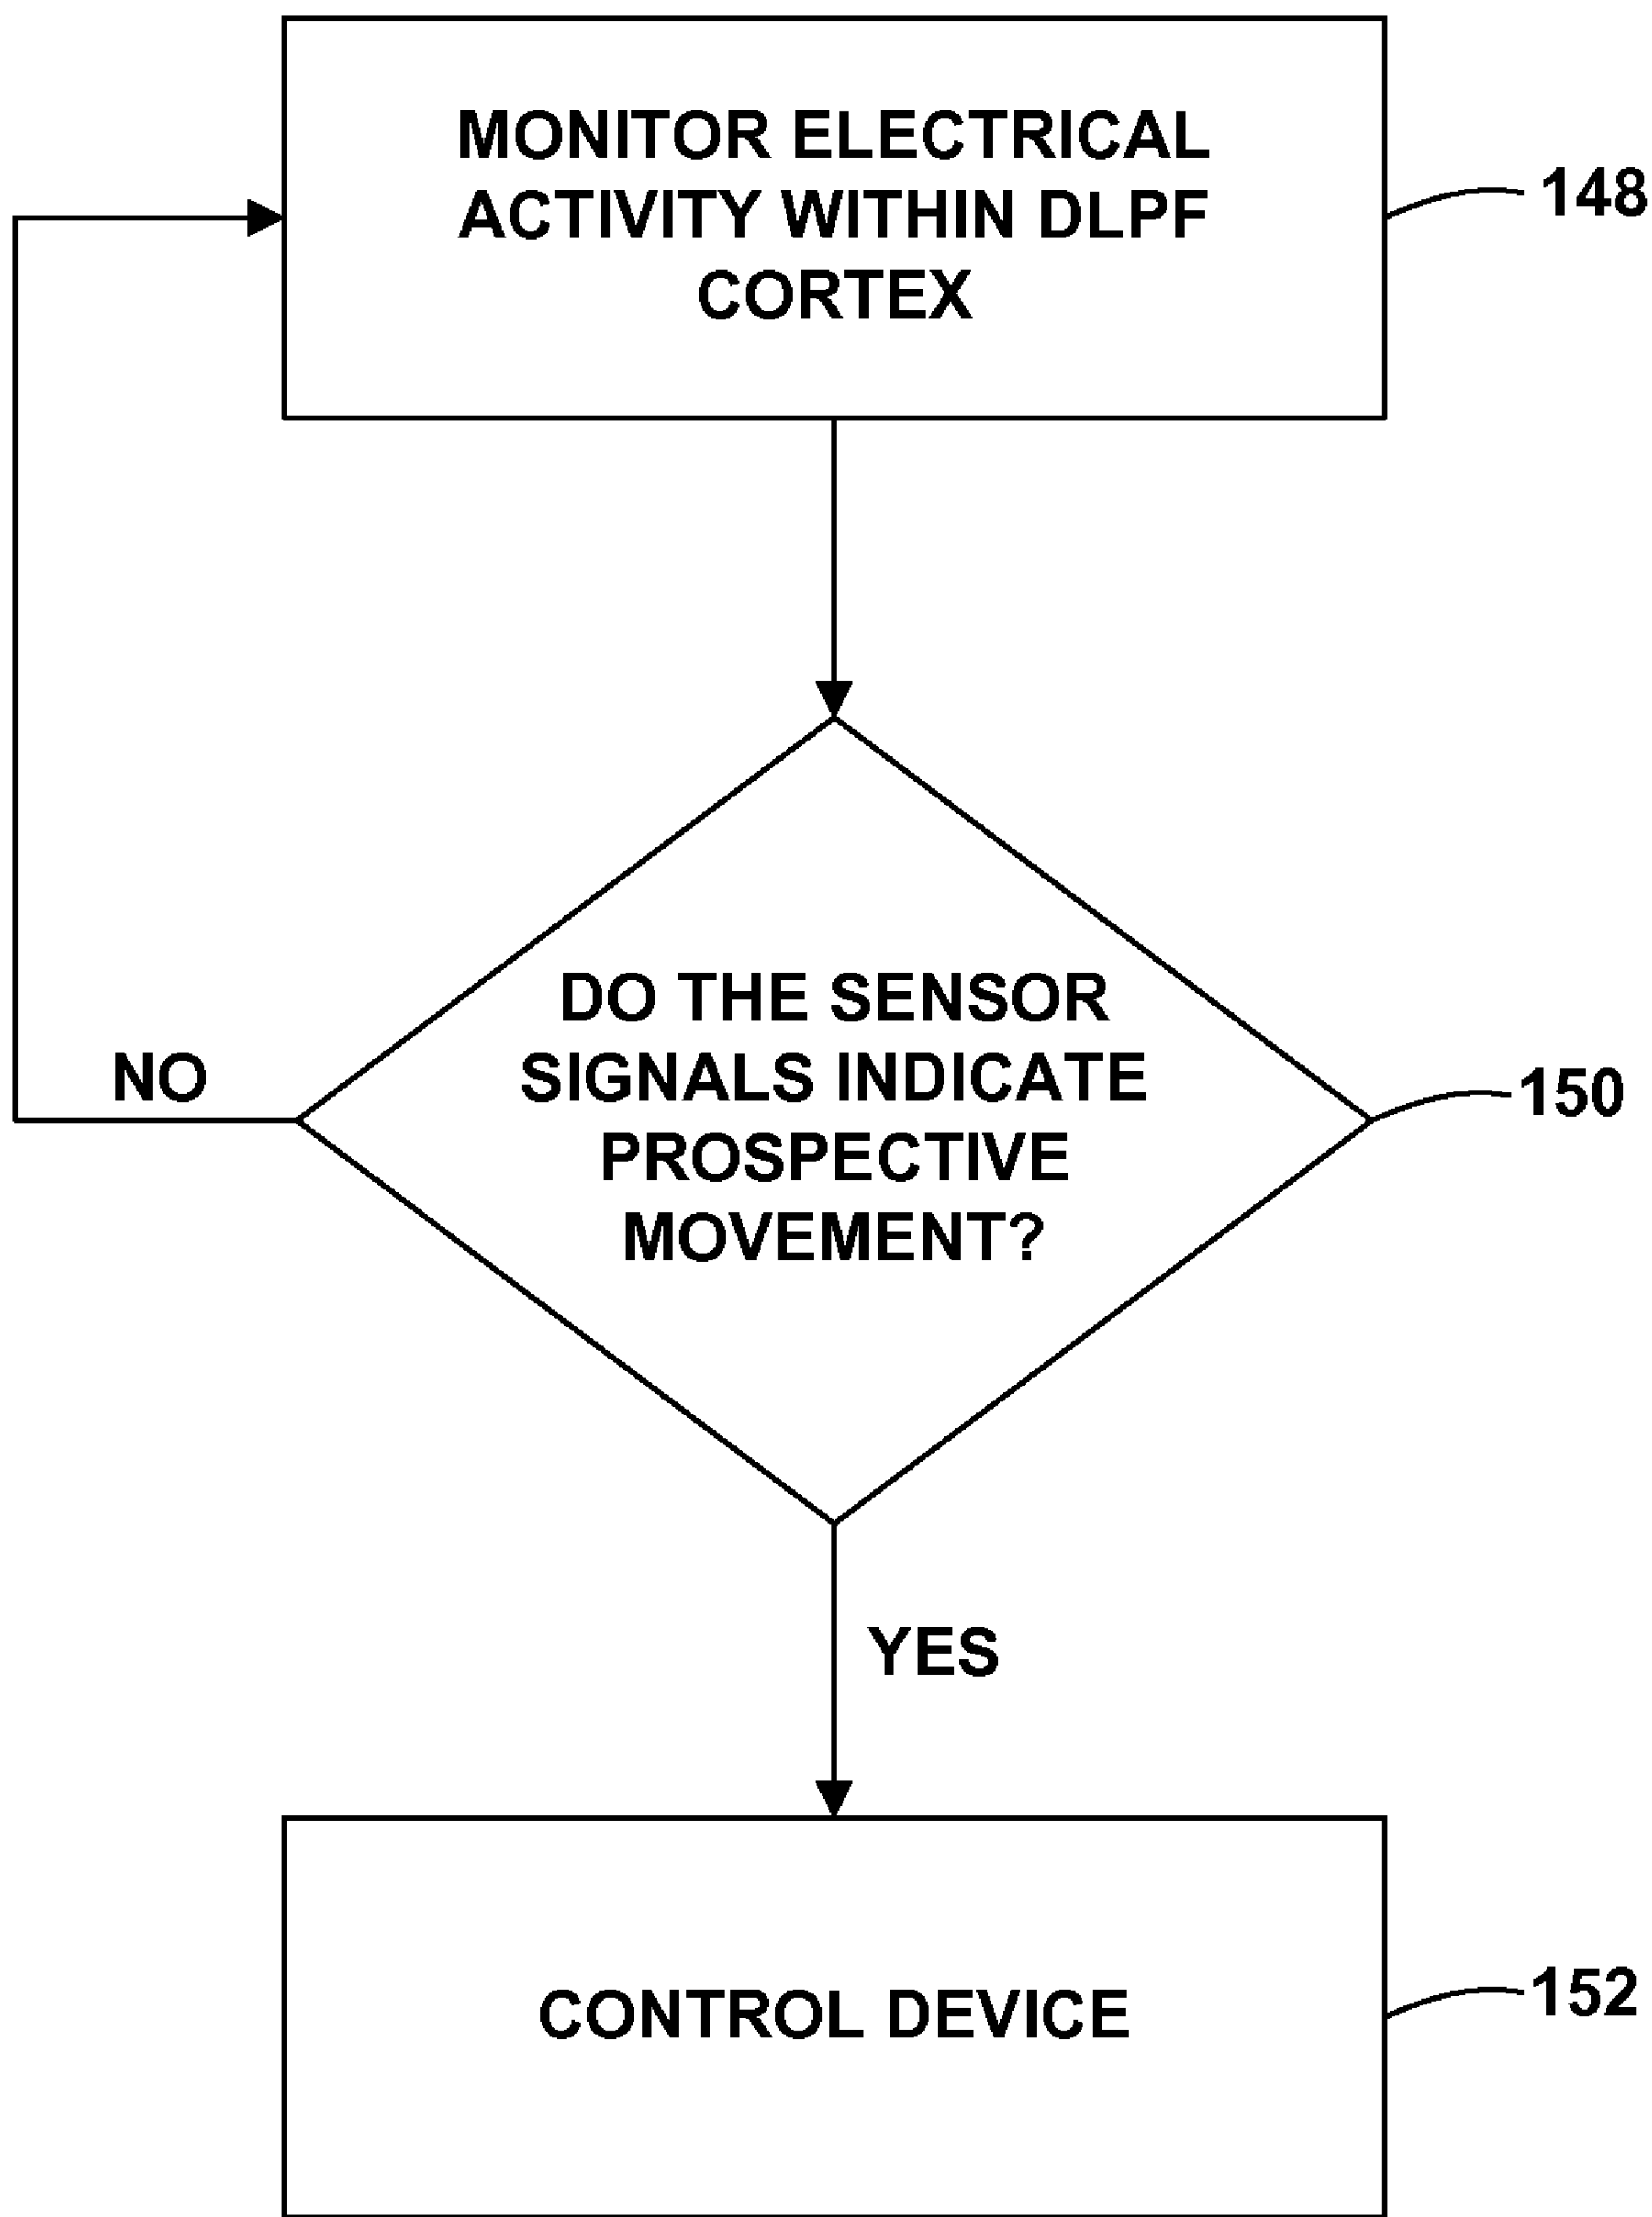 MONITOR ELECTRICAL
ACTIVITY WITHIN DLPF
CORTEX
148
DO THE SENSOR
SIGNALS INDICATE
PROSPECTIVE
MOVEMENT?
NO
150
YES
CONTROL DEVICE
152